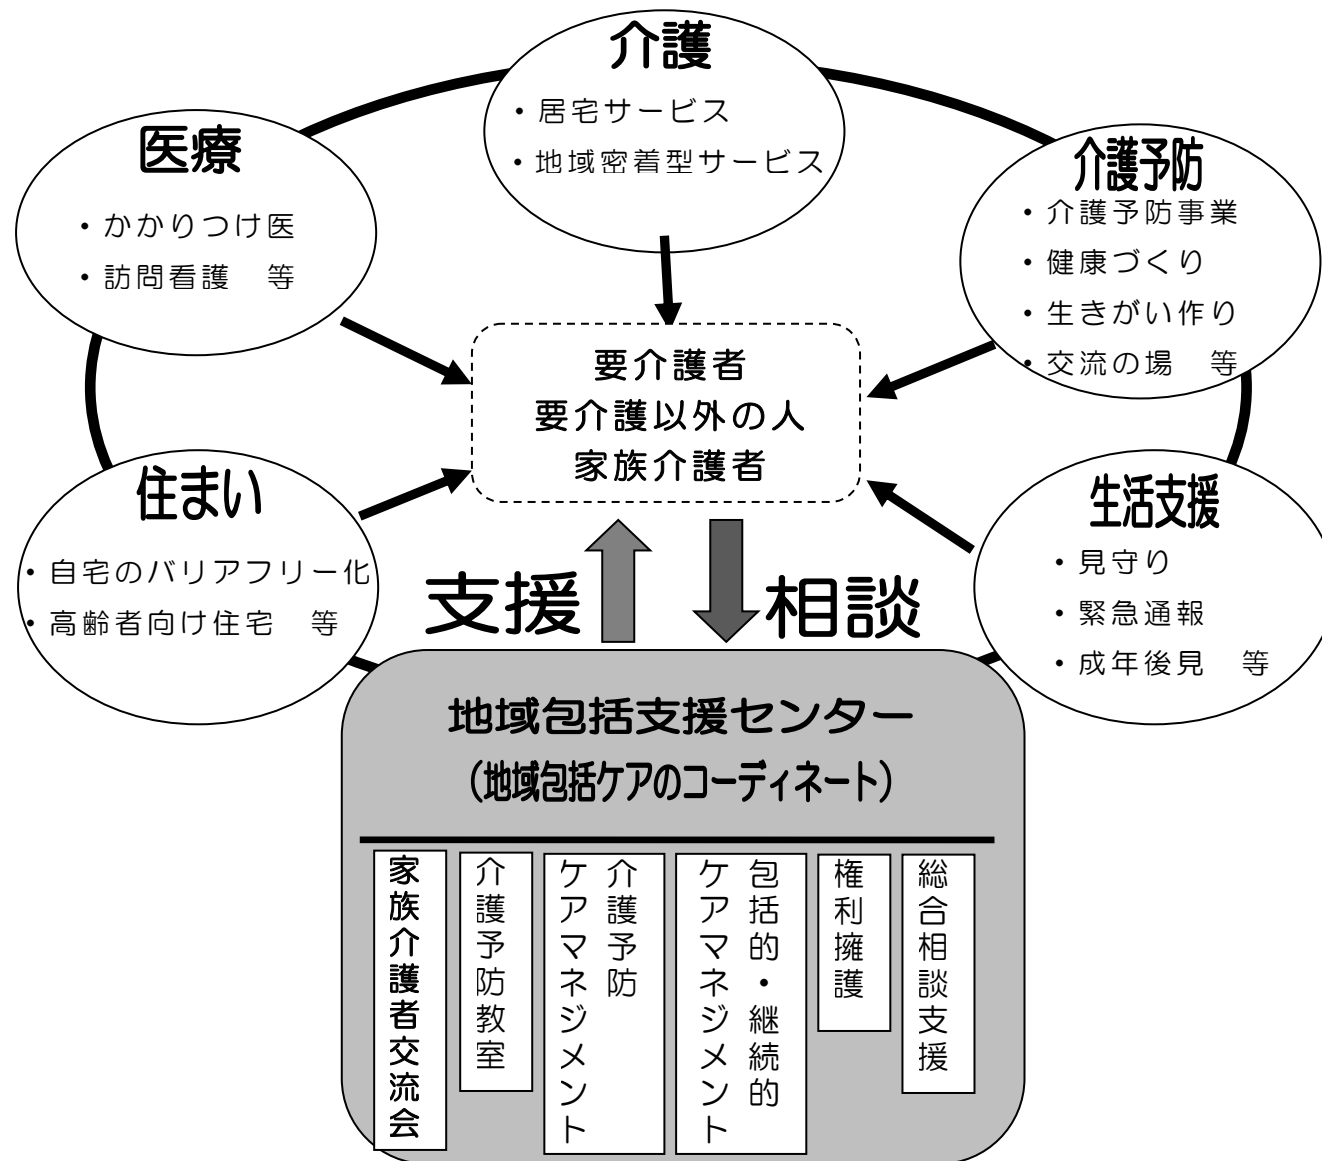 介護
・居宅サービス
・地域密着型サービス
医療
・かかりつけ医
・訪問看護　等
介護予防
・介護予防事業
・健康づくり
・生きがい作り
・交流の場　等
要介護者
要介護以外の人
家族介護者
住まい
・自宅のバリアフリー化
・高齢者向け住宅　等
生活支援
・見守り
・緊急通報
・成年後見　等
支援
相談
地域包括支援センター
（地域包括ケアのコーディネート）
総合相談支援
権利擁護
包括的・継続的
ケアマネジメント
介護予防
ケアマネジメント
介護予防教室
家族介護者交流会